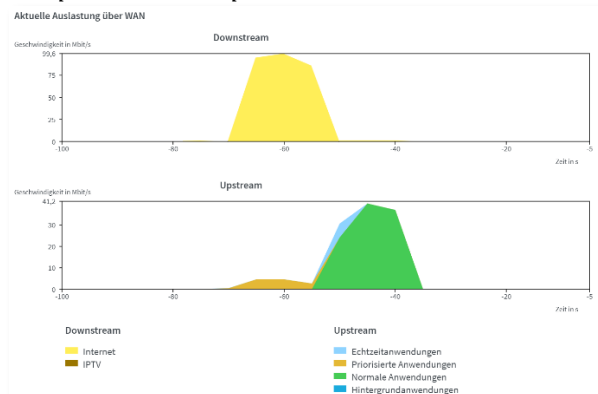 Aktuelle Auslastung über WAN
Downstream
Geschwindigkeit in Mbit/s
99,6
75
50
25
0
-100 -80 -60 -40 -20 -5
Zeit in s
Upstream
Geschwindigkeit in Mbit/s
41,2
30
20
10
0
-100 -80 -60 -40 -20 -5
Zeit in s
Downstream
Internet
IPTV
Upstream
Echtzeitanwendungen
Priorisierte Anwendungen
Normale Anwendungen
Hintergrundanwendungen